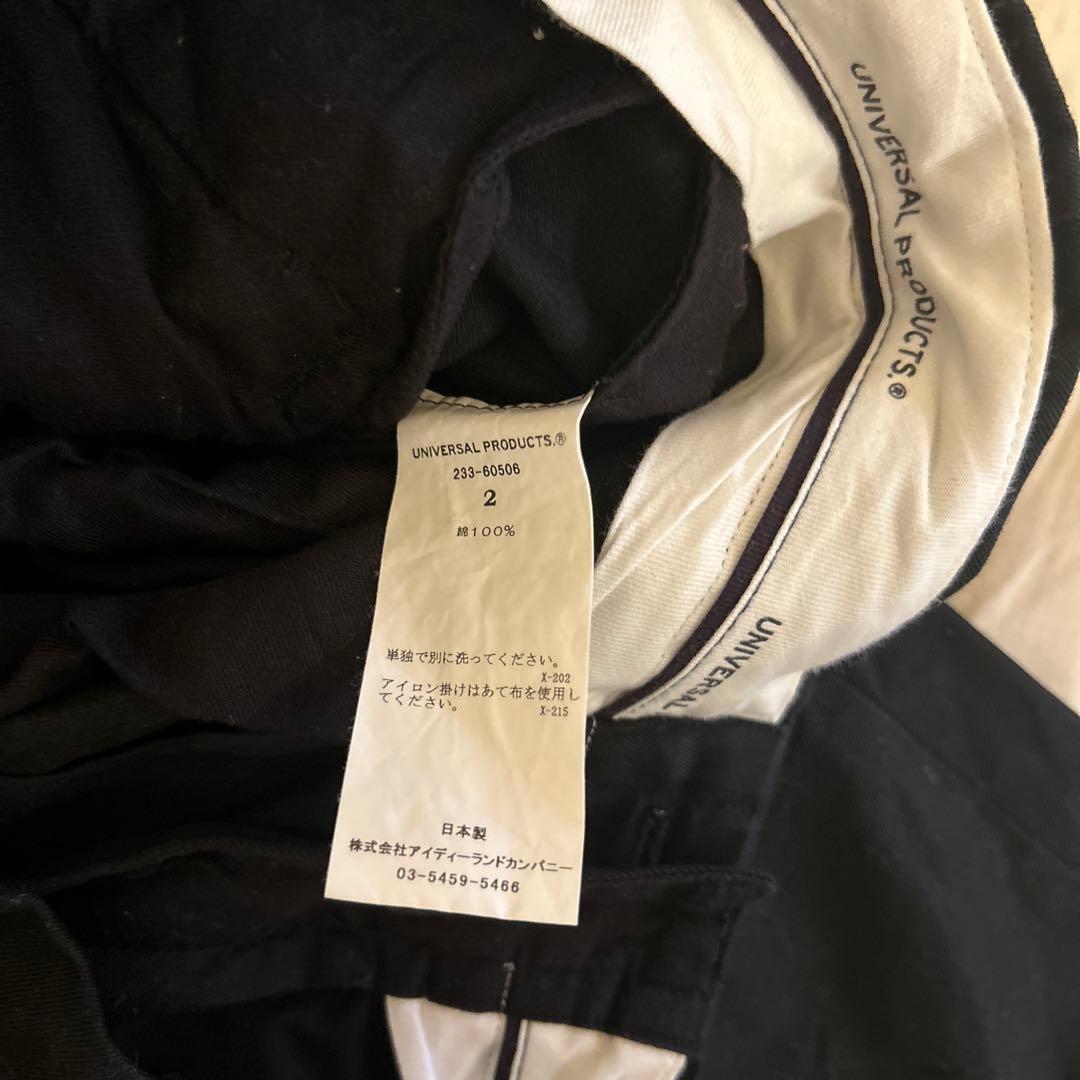 UNIVERSAL PRODUCTS.®
UNIVERSAL PRODUCTS.®
233-60506
2
綿100%
単独で別に洗ってください。
X-202
アイロン掛けはあて布を使用し
てください。
X-215
日本製
株式会社アイディーランドカンパニー
03-5459-5466
UNIVERSAL